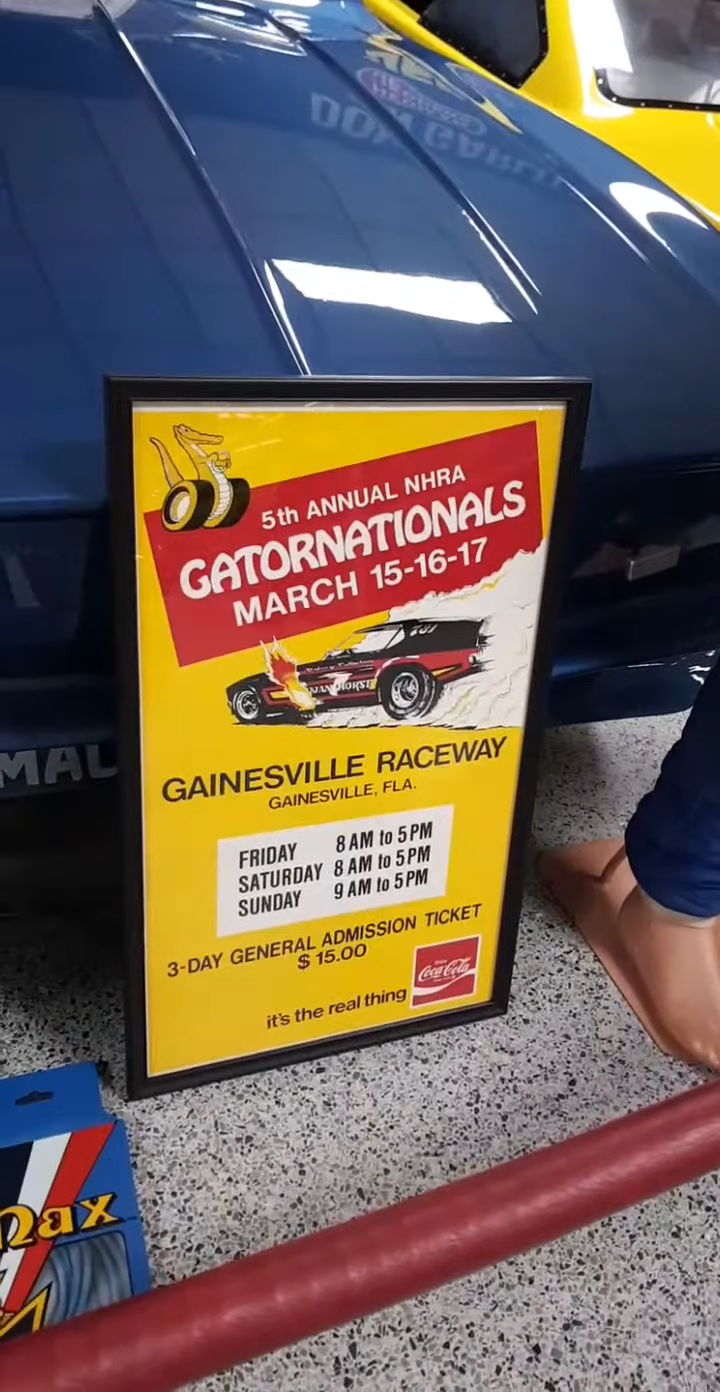 DON GARLI
5th ANNUAL NHRA
GATORNATIONALS
MARCH 15-16-17
GAINESVILLE RACEWAY
GAINESVILLE, FLA.
FRIDAY 8 AM to 5 PM
SATURDAY 8 AM to 5 PM
SUNDAY 9 AM to 5 PM
3-DAY GENERAL ADMISSION TICKET
$ 15.00
Coca-Cola
it's the real thing